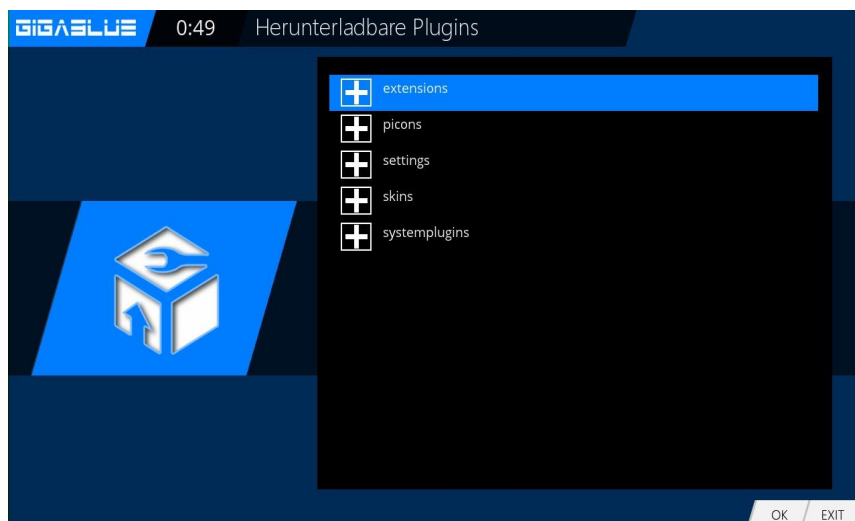 GIGABLUE 0:49 Herunterladbare Plugins
extensions
picons
settings
skins
systemplugins
OK EXIT